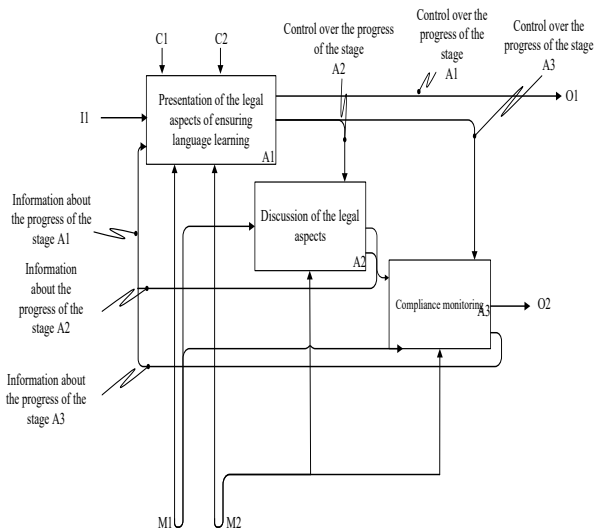 Control over the progress
of the stage
A2
Control over the
progress of the
stage
A1
Control over the
progress of the stage
A3
C1
C2
I1
Presentation of the legal
aspects of ensuring
language learning
A1
O1
Discussion of the legal
aspects
A2
Compliance monitoring
A3
O2
Information about
the progress of the
stage A1
Information
about the
progress of the
stage A2
Information about
the progress of the
stage A3
M1
M2